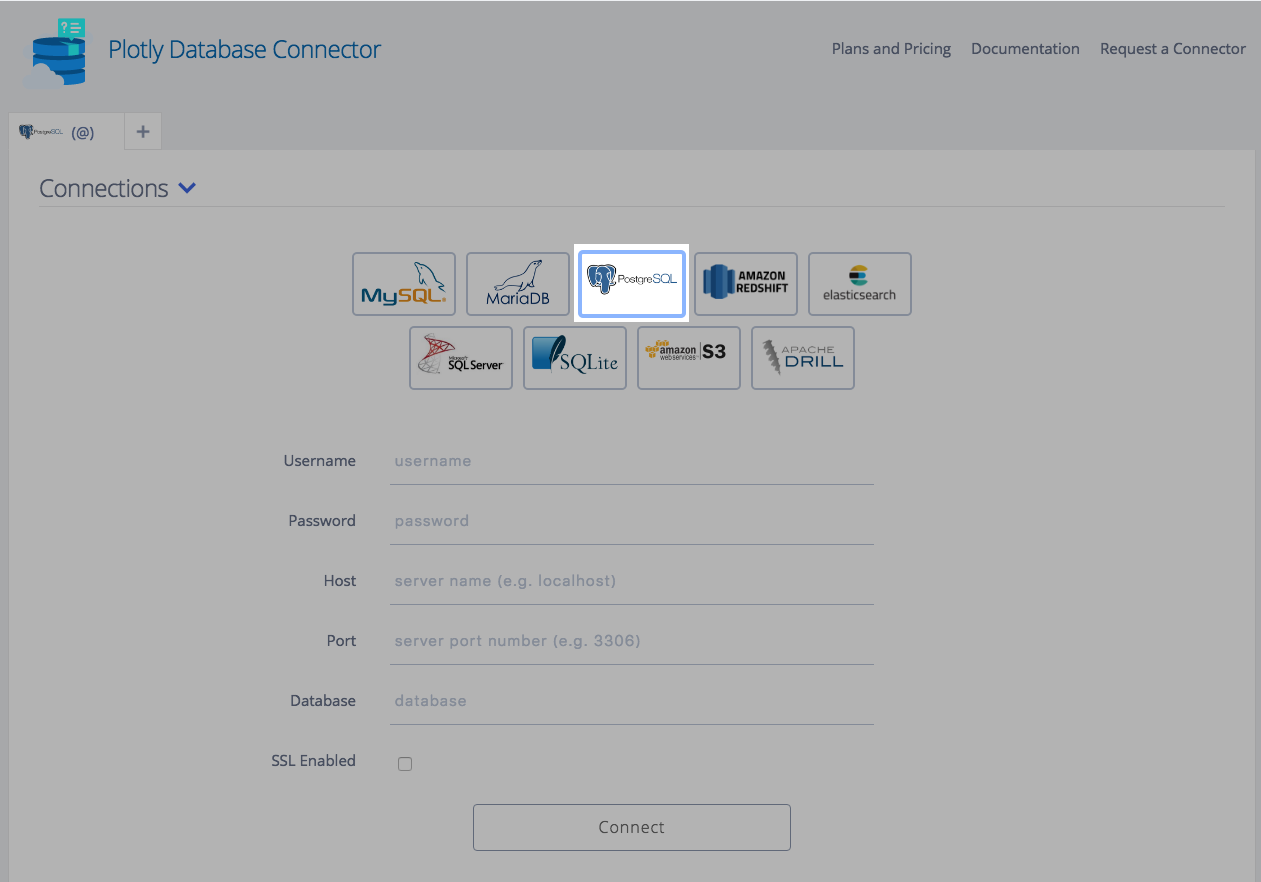 Plotly Database Connector
Plans and Pricing Documentation Request a Connector
PostgreSQL (@) +
Connections
MySQL® MariaDB PostgreSQL AMAZON REDSHIFT elasticsearch
Microsoft SQL Server SQLite amazon web services | S3 APACHE DRILL
Username username
Password password
Host server name (e.g. localhost)
Port server port number (e.g. 3306)
Database database
SSL Enabled
Connect